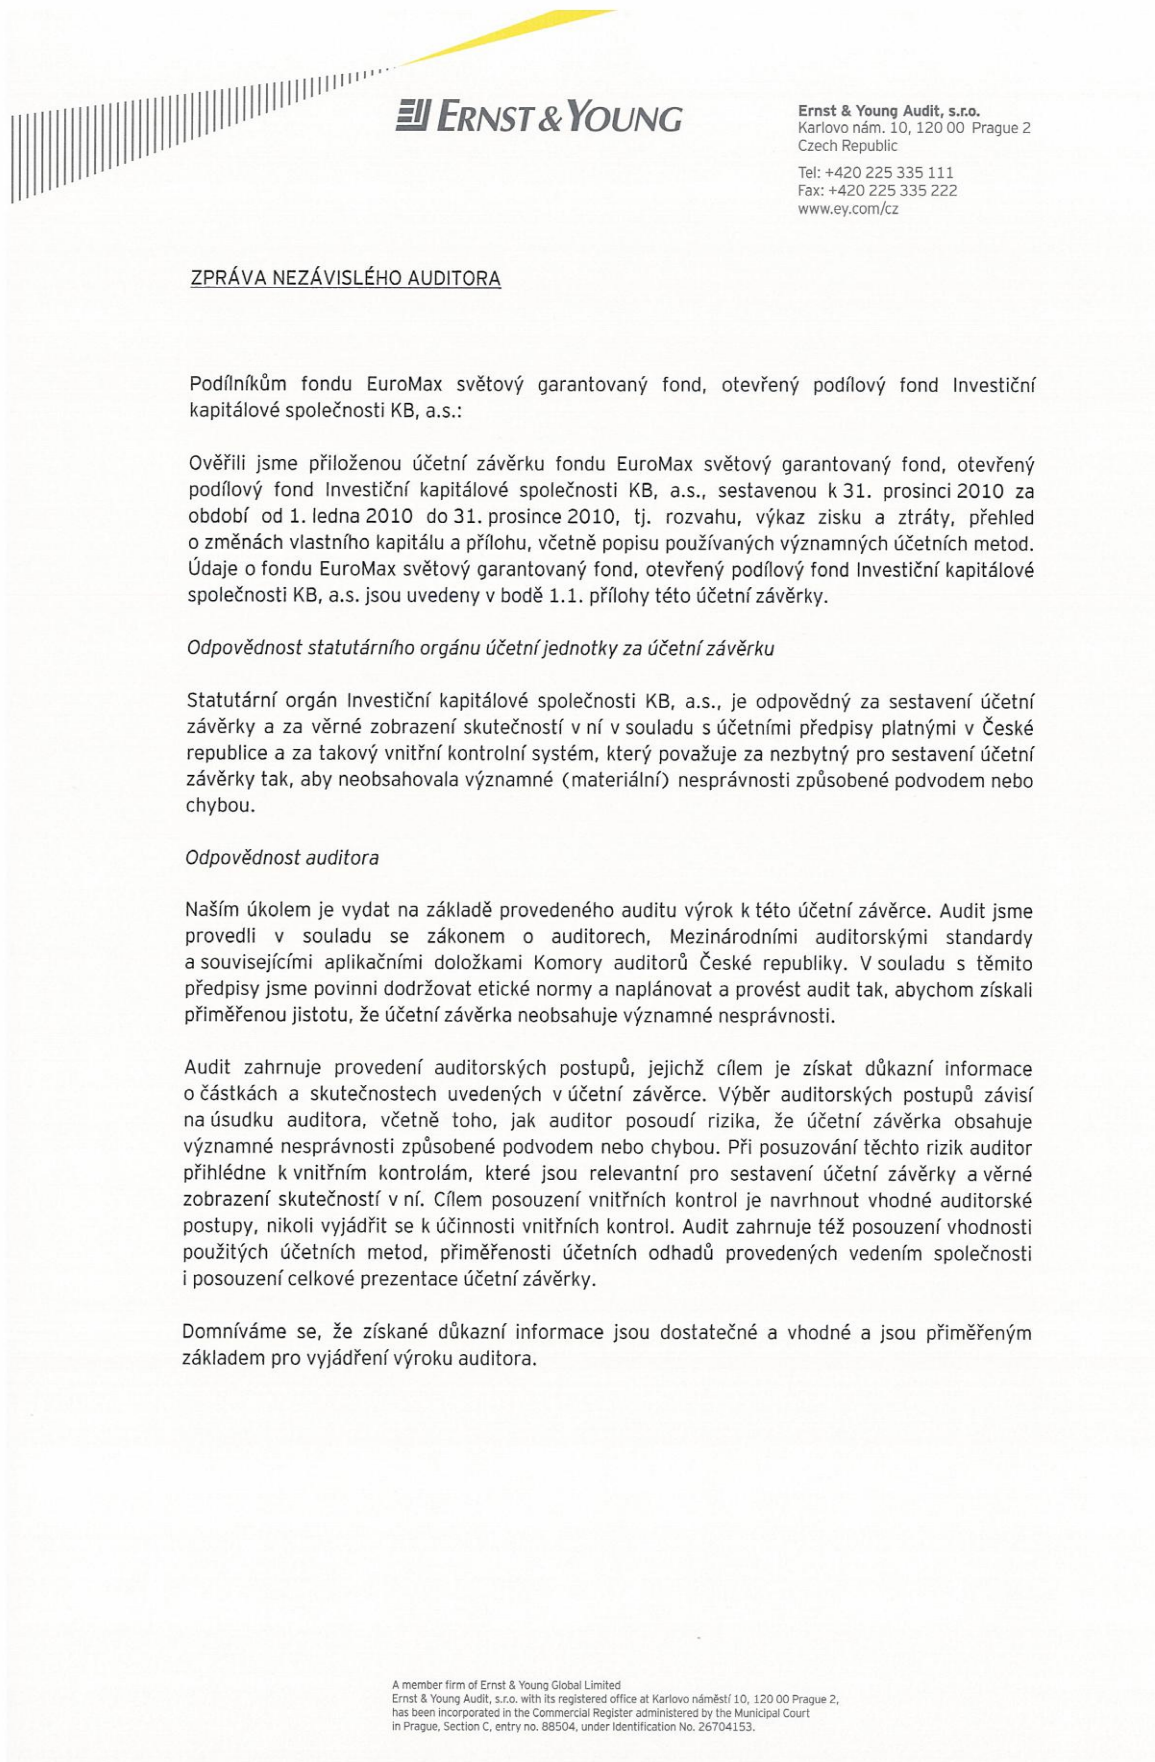 ERNST & YOUNG
Ernst & Young Audit, s.r.o.
Karlovo nám. 10, 120 00 Prague 2
Czech Republic
Tel: +420 225 335 111
Fax: +420 225 335 222
www.ey.com/cz
ZPRÁVA NEZÁVISLÉHO AUDITORA
Podílníkům fondu EuroMax světový garantovaný fond, otevřený podílový fond Investiční
kapitálové společnosti KB, a.s.:
Ověřili jsme přiloženou účetní závěrku fondu EuroMax světový garantovaný fond, otevřený
podílový fond Investiční kapitálové společnosti KB, a.s., sestavenou k 31. prosinci 2010 za
období od 1. ledna 2010 do 31. prosince 2010, tj. rozvahu, výkaz zisku a ztráty, přehled
o změnách vlastního kapitálu a přílohu, včetně popisu používaných významných účetních metod.
Údaje o fondu EuroMax světový garantovaný fond, otevřený podílový fond Investiční kapitálové
společnosti KB, a.s. jsou uvedeny v bodě 1.1. přílohy této účetní závěrky.
Odpovědnost statutárního orgánu účetní jednotky za účetní závěrku
Statutární orgán Investiční kapitálové společnosti KB, a.s., je odpovědný za sestavení účetní
závěrky a za věrné zobrazení skutečností v ní v souladu s účetními předpisy platnými v České
republice a za takový vnitřní kontrolní systém, který považuje za nezbytný pro sestavení účetní
závěrky tak, aby neobsahovala významné (materiální) nesprávnosti způsobené podvodem nebo
chybou.
Odpovědnost auditora
Naším úkolem je vydat na základě provedeného auditu výrok k této účetní závěrce. Audit jsme
provedli v souladu se zákonem o auditorech, Mezinárodními auditorskými standardy
a souvisejícími aplikačními doložkami Komory auditorů České republiky. V souladu s těmito
předpisy jsme povinni dodržovat etické normy a naplánovat a provést audit tak, abychom získali
přiměřenou jistotu, že účetní závěrka neobsahuje významné nesprávnosti.
Audit zahrnuje provedení auditorských postupů, jejichž cílem je získat důkazní informace
o částkách a skutečnostech uvedených v účetní závěrce. Výběr auditorských postupů závisí
na úsudku auditora, včetně toho, jak auditor posoudí rizika, že účetní závěrka obsahuje
významné nesprávnosti způsobené podvodem nebo chybou. Při posuzování těchto rizik auditor
přihlédne k vnitřním kontrolám, které jsou relevantní pro sestavení účetní závěrky a věrné
zobrazení skutečností v ní. Cílem posouzení vnitřních kontrol je navrhnout vhodné auditorské
postupy, nikoli vyjádřit se k účinnosti vnitřních kontrol. Audit zahrnuje též posouzení vhodnosti
použitých účetních metod, přiměřenosti účetních odhadů provedených vedením společnosti
i posouzení celkové prezentace účetní závěrky.
Domníváme se, že získané důkazní informace jsou dostatečné a vhodné a jsou přiměřeným
základem pro vyjádření výroku auditora.
A member firm of Ernst & Young Global Limited
Ernst & Young Audit, s.r.o. with its registered office at Karlovo náměstí 10, 120 00 Prague 2,
has been incorporated in the Commercial Register administered by the Municipal Court
in Prague, Section C, entry no. 88504, under Identification No. 26704153.